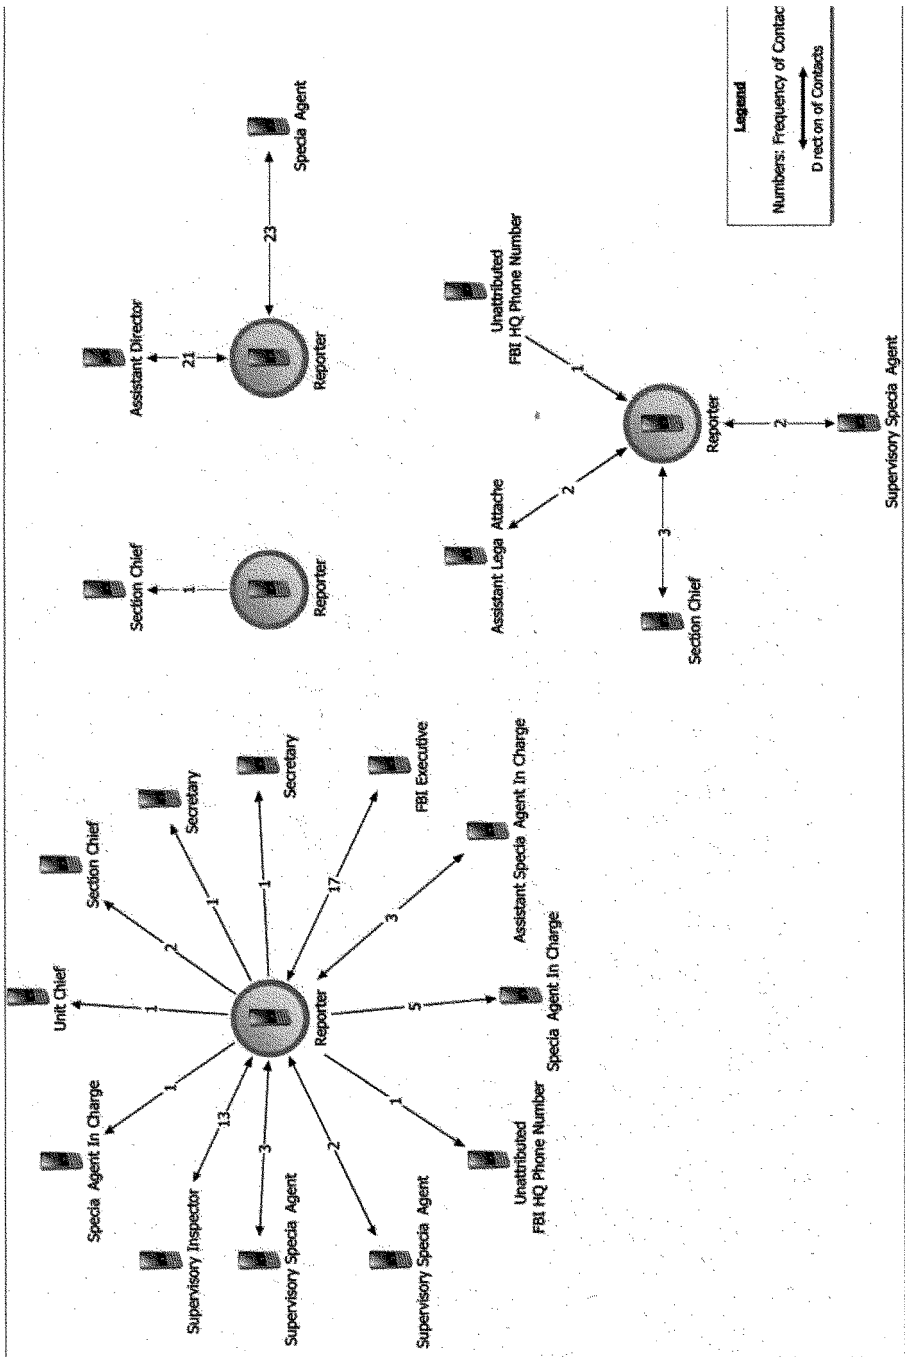 Unit Chief
Specia Agent In Charge
Section Chief
1
1
2
Supervisory Inspector
Secretary
13
1
Supervisory Specia Agent
3
1
Secretary
Reporter
2
17
Supervisory Specia Agent
FBI Executive
1
5
3
Unattributed
FBI HQ Phone Number
Specia Agent In Charge
Assistant Specia Agent In Charge
Section Chief
1
Reporter
Assistant Director
21
23
Reporter
Specia Agent
Assistant Lega Attache
Unattributed
FBI HQ Phone Number
2
1
Section Chief
3
Reporter
2
Supervisory Specia Agent
Legend
Numbers: Frequency of Contac
D rect on of Contacts